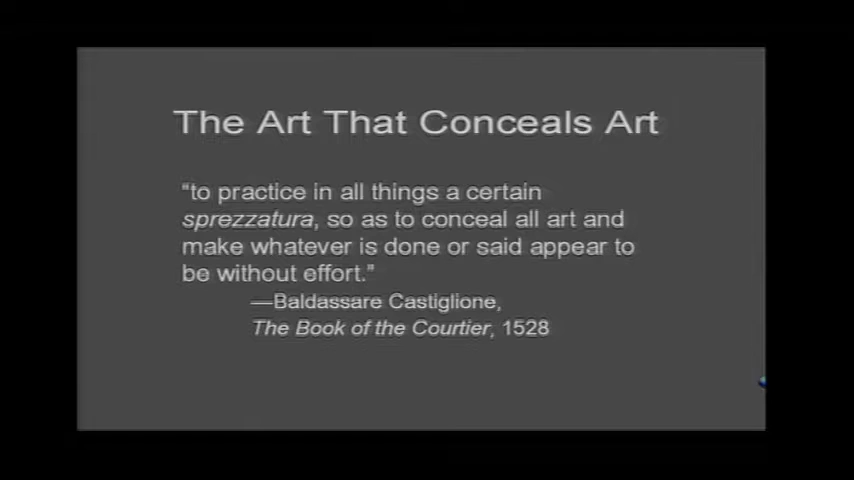 The Art That Conceals Art
“to practice in all things a certain
sprezzatura, so as to conceal all art and
make whatever is done or said appear to
be without effort.”
—Baldassare Castiglione,
The Book of the Courtier, 1528